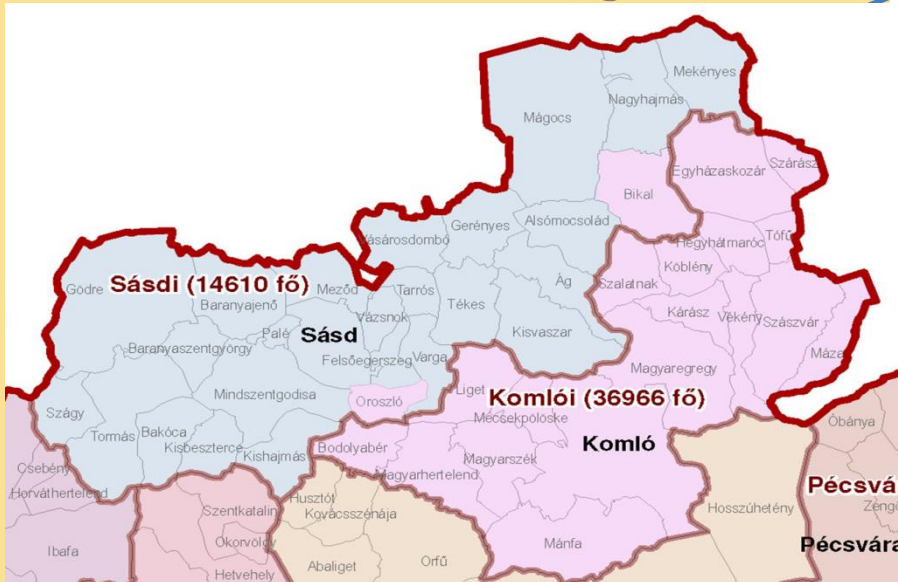 Mekényes
Nagyhajmás
Mágocs
Szárász
Egyházaskozár
Bikal
Alsómocsolád
Gerényes
Vásárosdombó
Tófű
Hegyhátmaróc
Köblény
Szalatnak
Ág
Gödre
Sásdi (14610 fő)
Meződ
Tarrós
Baranyajenő
Tékes
Vázsnok
Kárász
Vékény
Szászvár
Palé
Sásd
Kisvaszar
Baranyaszentgyörgy
Felsőegerszeg
Varga
Máza
Magyaregregy
Mindszentgodisa
Liget
Komlói (36966 fő)
Oroszló
Szágy
Mecsekpölöske
Óbánya
Tormás
Bakóca
Kisbeszterce
Kishajmás
Bodolyabér
Komló
Csebény
Magyarszék
Magyarhertelend
Horváthertelend
Pécsvá
Husztót
Szentkatalin
Kovácsszénája
Hosszúhetény
Zengő
Okorvölgy
Mánfa
Pécsvára
Ibafa
Orfű
Abaliget
Hetvehely